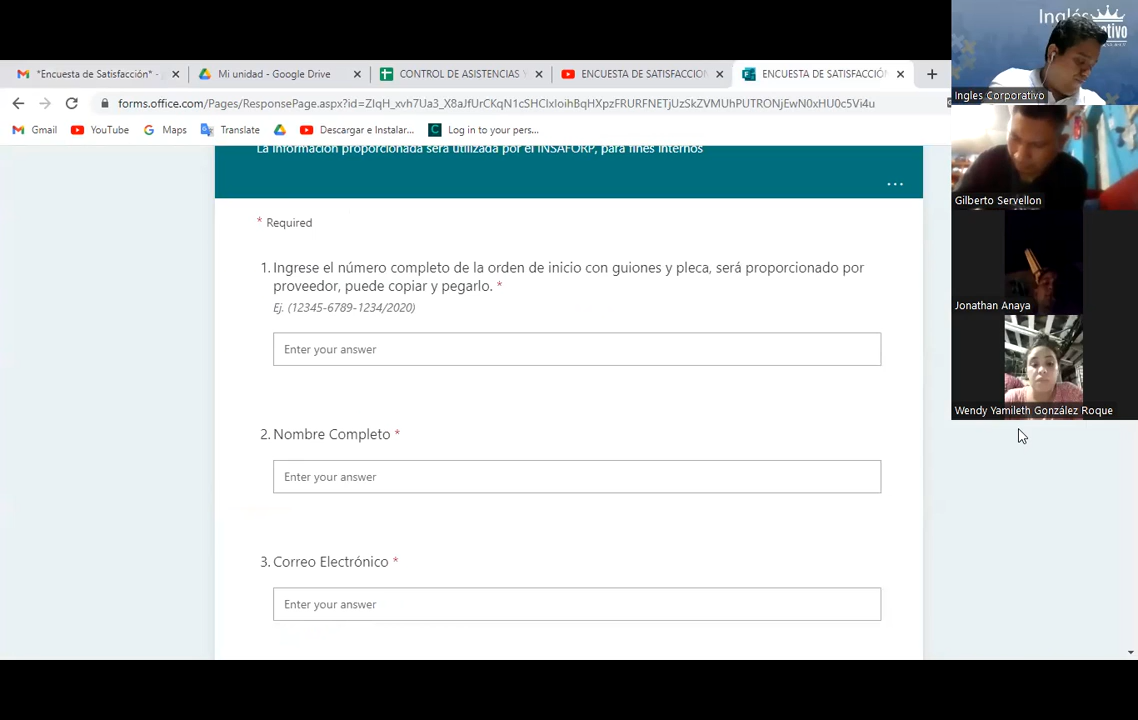 *Encuesta de Satisfacción* -
Mi unidad - Google Drive
CONTROL DE ASISTENCIAS Y
ENCUESTA DE SATISFACCION
ENCUESTA DE SATISFACCIÓN
forms.office.com/Pages/ResponsePage.aspx?id=ZIqH_xvh7Ua3_X8aJfUrCKqN1cSHCIxIoihBqHXpzFRURFNETjUzSkZVMUhPUTRONjEwN0xHU0c5Vi4u
Gmail
YouTube
Maps
Translate
Descargar e Instalar...
Log in to your pers...
La información proporcionada será utilizada por el INSAFORP, para fines internos
...
* Required
1. Ingrese el número completo de la orden de inicio con guiones y pleca, será proporcionado por
proveedor, puede copiar y pegarlo. *
Ej. (12345-6789-1234/2020)
Enter your answer
2. Nombre Completo *
Enter your answer
3. Correo Electrónico *
Enter your answer
Inglés
Ingles Corporativo
Gilberto Servellon
Jonathan Anaya
Wendy Yamileth González Roque